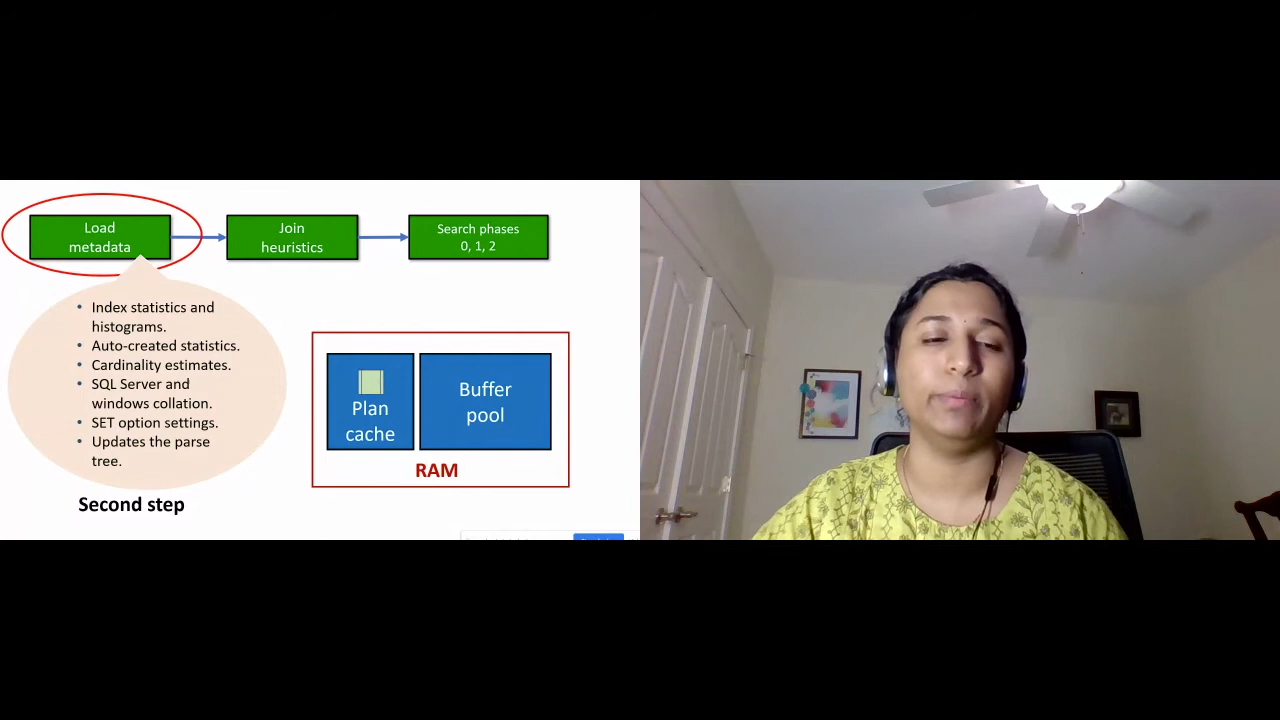 Load
metadata
Join
heuristics
Search phases
0, 1, 2
• Index statistics and
histograms.
• Auto-created statistics.
• Cardinality estimates.
• SQL Server and
windows collation.
• SET option settings.
• Updates the parse
tree.
Second step
Plan
cache
Buffer
pool
RAM